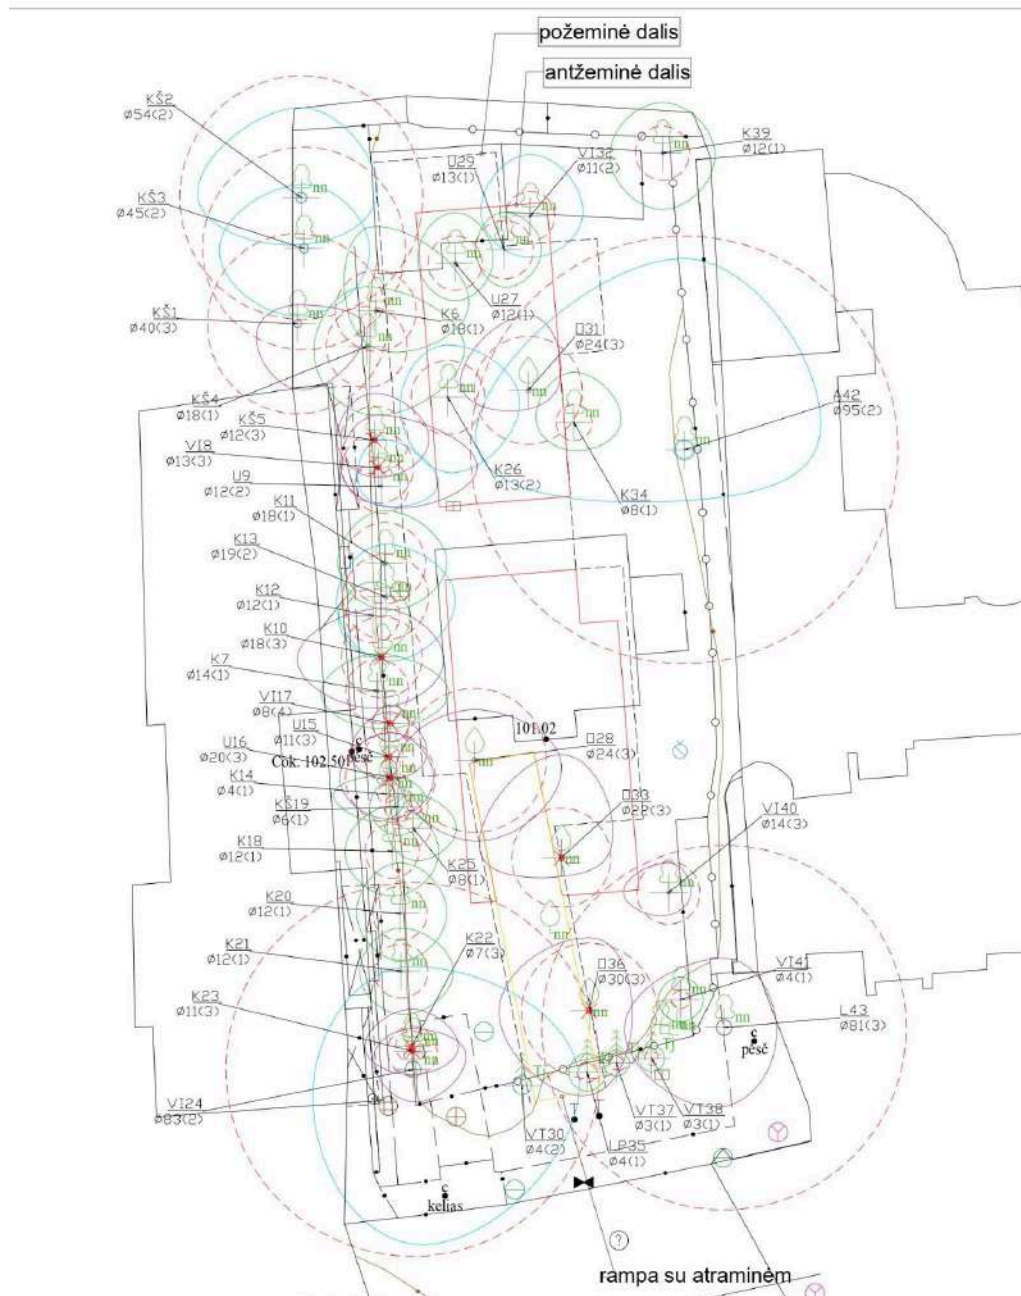 požeminė dalis
antžeminė dalis
KŠ2
ø54(2)
K39
ø12(1)
VI32
ø11(2)
U29
ø13(1)
KŠ3
ø45(2)
U27
ø12(1)
KŠ1
ø40(3)
K6
ø18(1)
31
ø24(3)
KŠ4
ø18(1)
A42
ø95(2)
KŠ5
ø12(3)
VI8
ø13(3)
U9
ø12(2)
K26
ø13(2)
K34
ø8(1)
K11
ø18(1)
K13
ø19(2)
K12
ø12(1)
K10
ø18(3)
K7
ø14(1)
VI17
ø8(4)
U15
ø11(3)
101.02
28
ø24(3)
U16
ø20(3)
c
pėsč
Cok. 102.501
K14
ø4(1)
33
ø22(3)
KŠ19
ø6(1)
VI40
ø14(3)
K18
ø12(1)
K25
ø8(1)
K20
ø12(1)
K22
ø7(3)
K21
ø12(1)
36
ø30(3)
VI41
ø4(1)
K23
ø11(3)
L43
ø81(3)
c
pėsč
VI24
ø83(2)
VT30
ø4(2)
LP35
ø4(1)
VT37
ø3(1)
VT38
ø3(1)
c
kelias
?
rampa su atraminėm